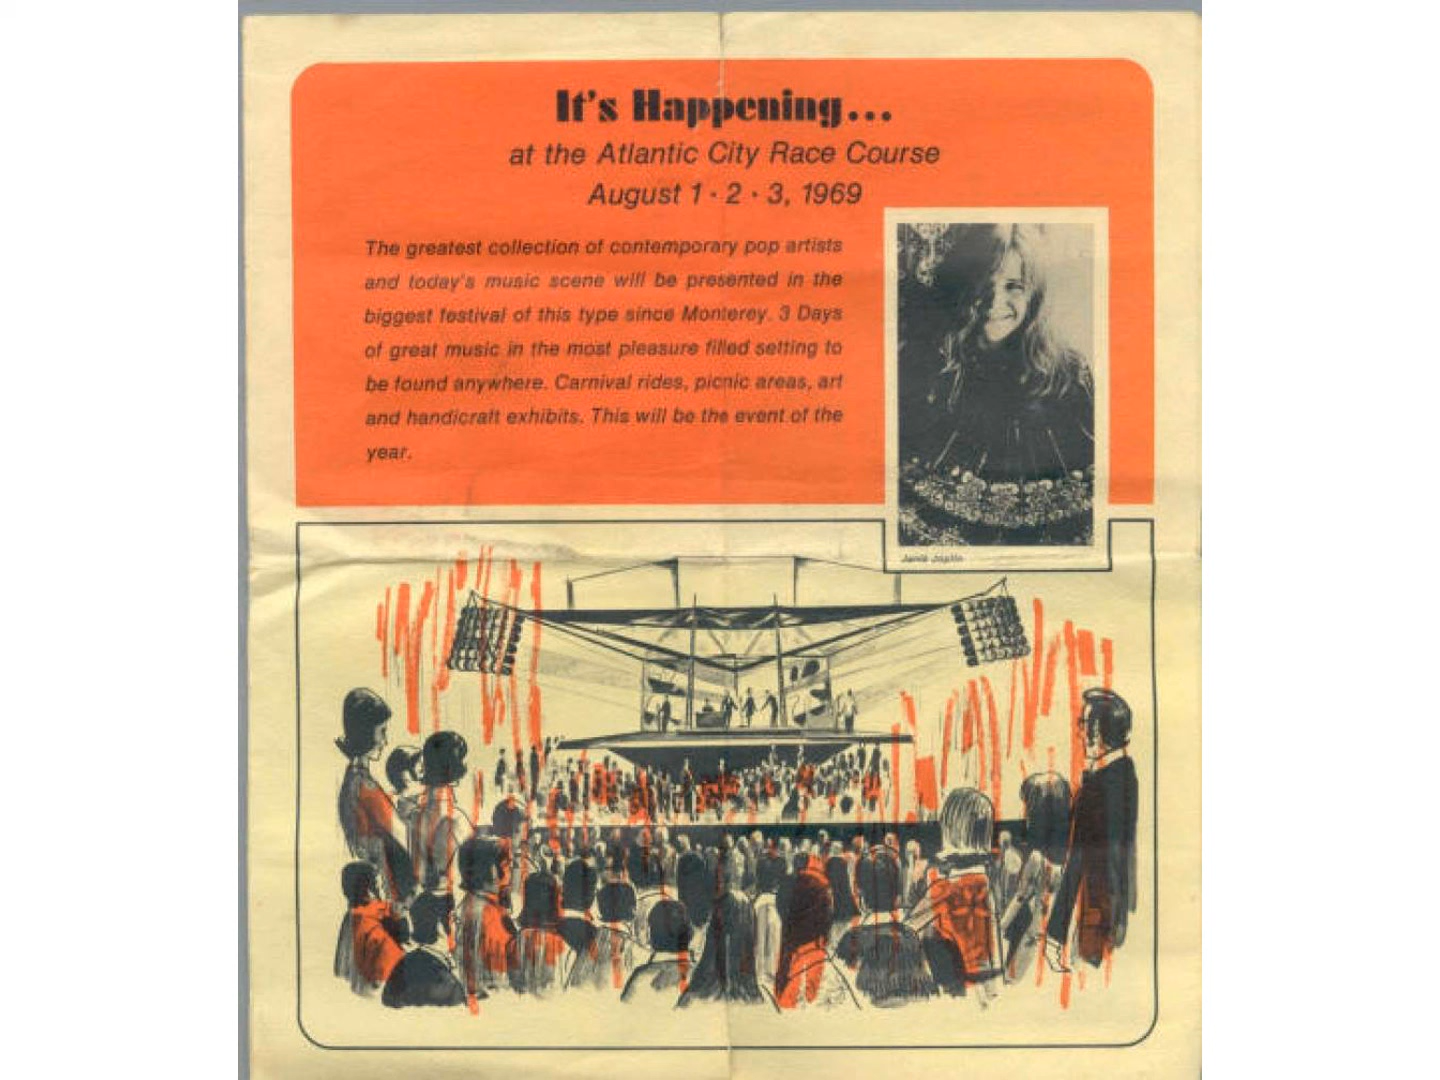 It's Happening...
at the Atlantic City Race Course
August 1 · 2 · 3, 1969
The greatest collection of contemporary pop artists
and today's music scene will be presented in the
biggest festival of this type since Monterey. 3 Days
of great music in the most pleasure filled setting to
be found anywhere. Carnival rides, picnic areas, art
and handicraft exhibits. This will be the event of the
year.
Janis Joplin